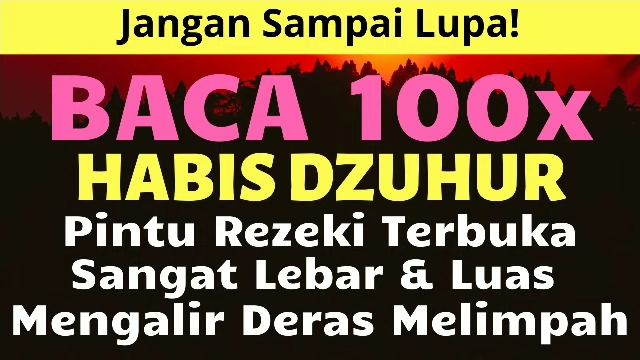 Jangan Sampai Lupa!
BACA 100x
HABIS DZUHUR
Pintu Rezeki Terbuka
Sangat Lebar & Luas
Mengalir Deras Melimpah